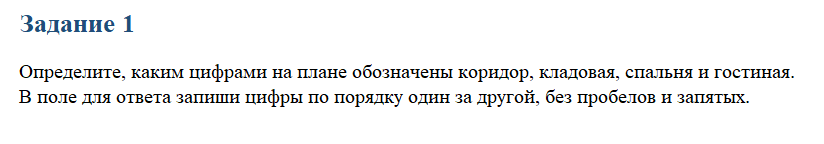 Задание 1
Определите, каким цифрами на плане обозначены коридор, кладовая, спальня и гостиная.
В поле для ответа запиши цифры по порядку один за другой, без пробелов и запятых.